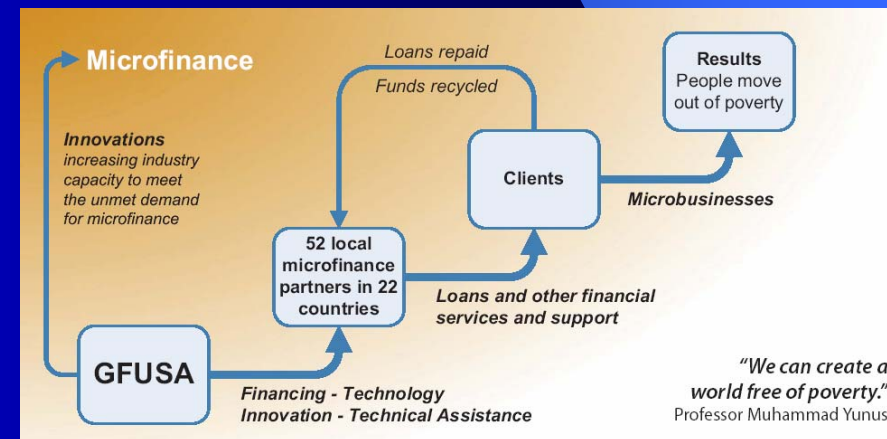 Microfinance
Innovations
increasing industry
capacity to meet
the unmet demand
for microfinance
GFUSA
Financing - Technology
Innovation - Technical Assistance
52 local
microfinance
partners in 22
countries
Loans repaid
Funds recycled
Loans and other financial
services and support
Clients
Microbusinesses
Results
People move
out of poverty
“We can create a
world free of poverty.”
Professor Muhammad Yunus